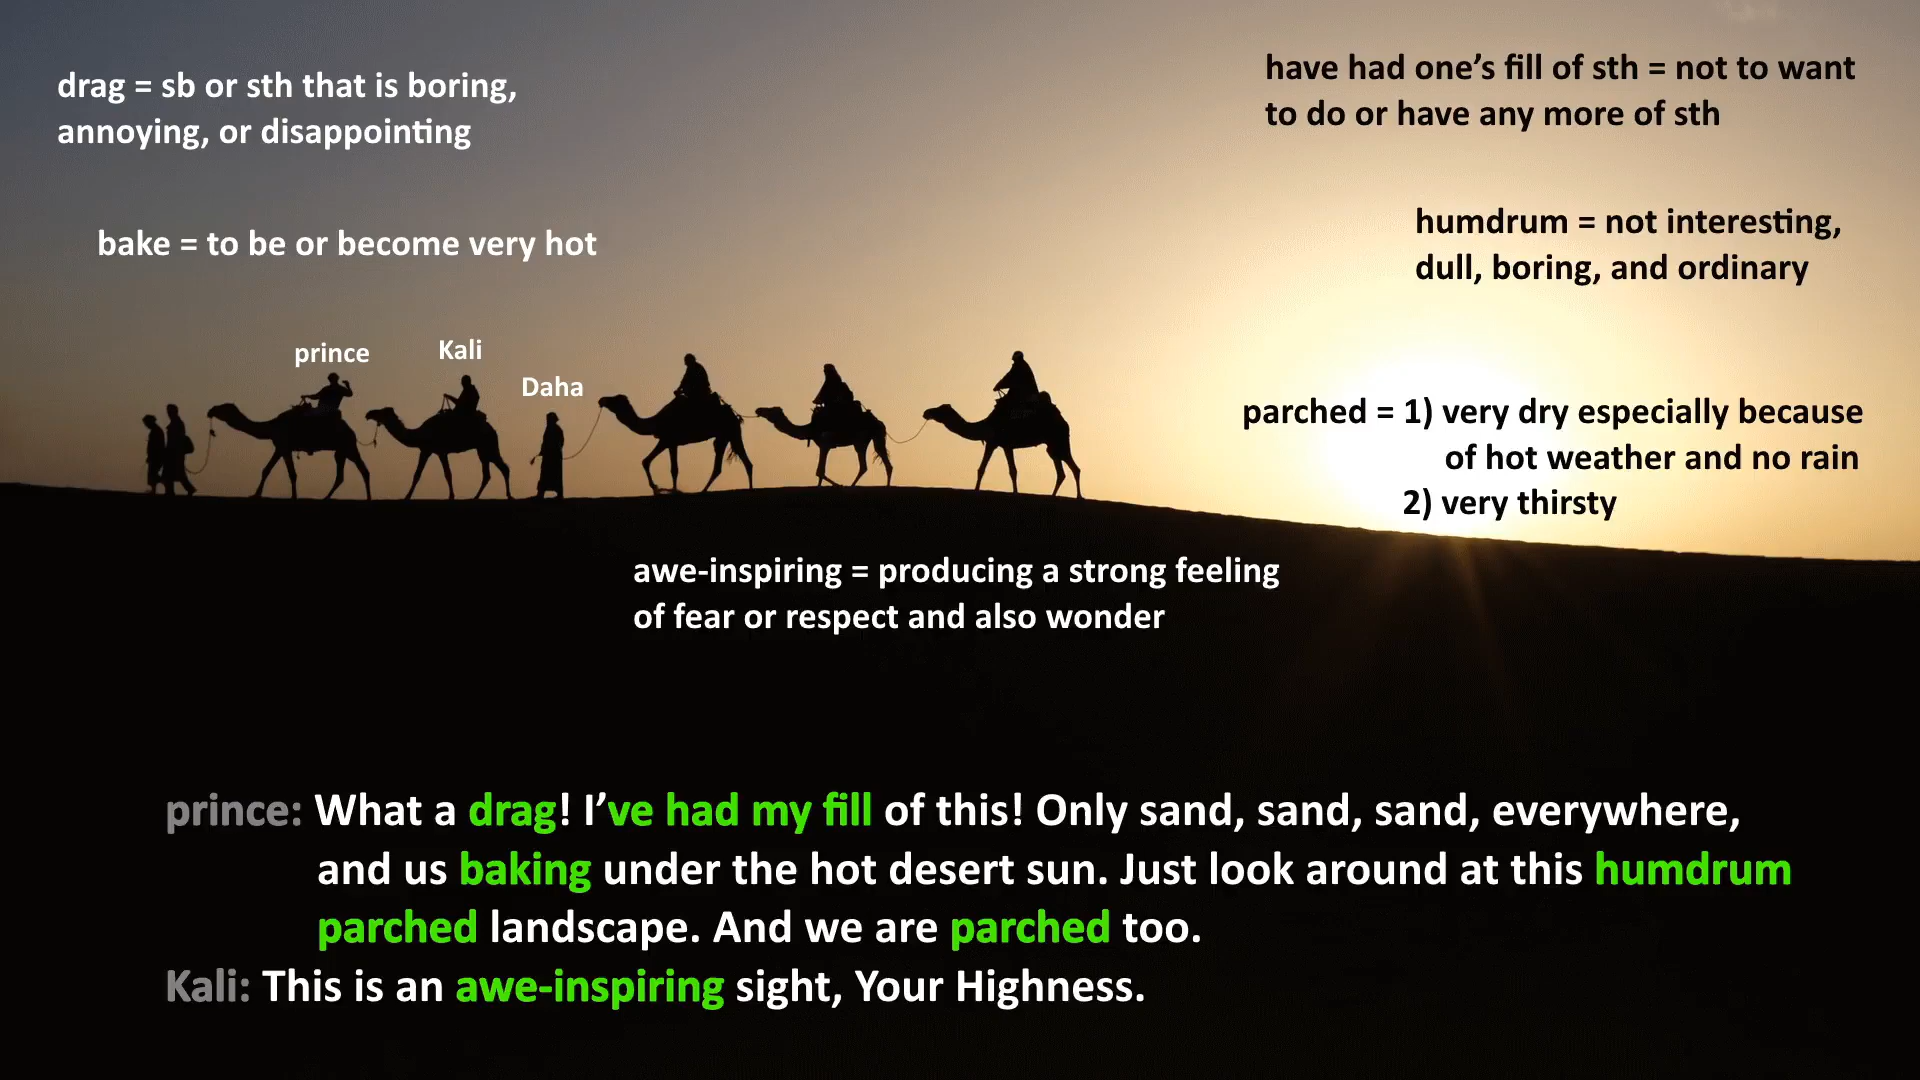 drag = sb or sth that is boring,
annoying, or disappointing
have had one’s fill of sth = not to want
to do or have any more of sth
bake = to be or become very hot
humdrum = not interesting,
dull, boring, and ordinary
prince
Kali
Daha
parched = 1) very dry especially because
of hot weather and no rain
2) very thirsty
awe-inspiring = producing a strong feeling
of fear or respect and also wonder
prince: What a drag! I’ve had my fill of this! Only sand, sand, sand, everywhere,
and us baking under the hot desert sun. Just look around at this humdrum
parched landscape. And we are parched too.
Kali: This is an awe-inspiring sight, Your Highness.